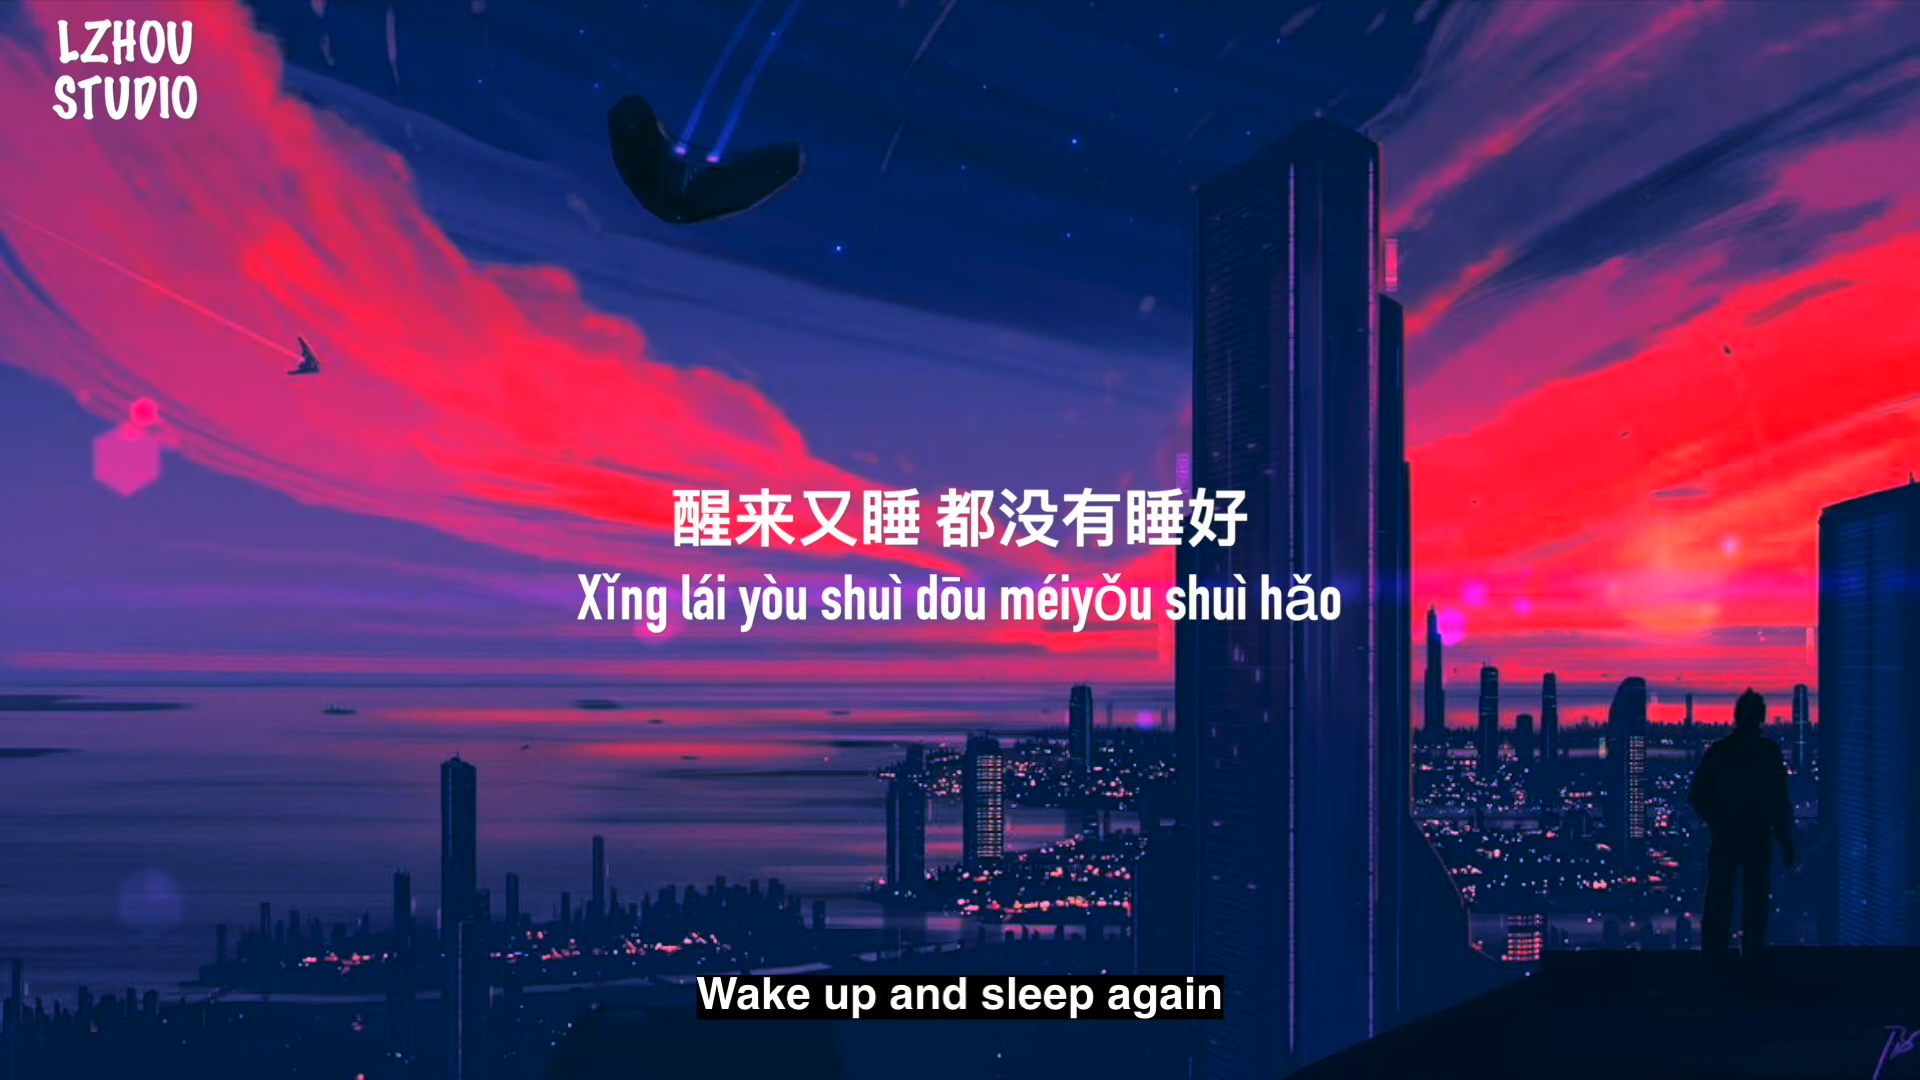 LZHOU
STUDIO
醒来又睡 都没有睡好
Xǐng lái yòu shuì dōu méiyǒu shuì hǎo
Wake up and sleep again